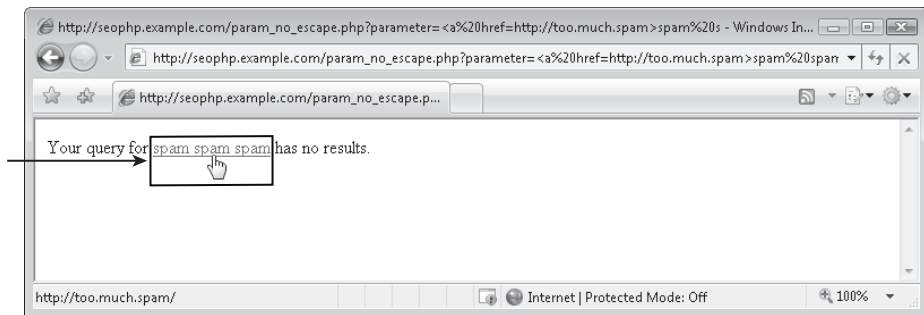 http://seophp.example.com/param_no_escape.php?parameter=<a%20href=http://too.much.spam>spam%20s - Windows In...
http://seophp.example.com/param_no_escape.php?parameter=<a%20href=http://too.much.spam>spam%20span
http://seophp.example.com/param_no_escape.p...
Your query for spam spam spam has no results.
http://too.much.spam/
Internet | Protected Mode: Off
100%